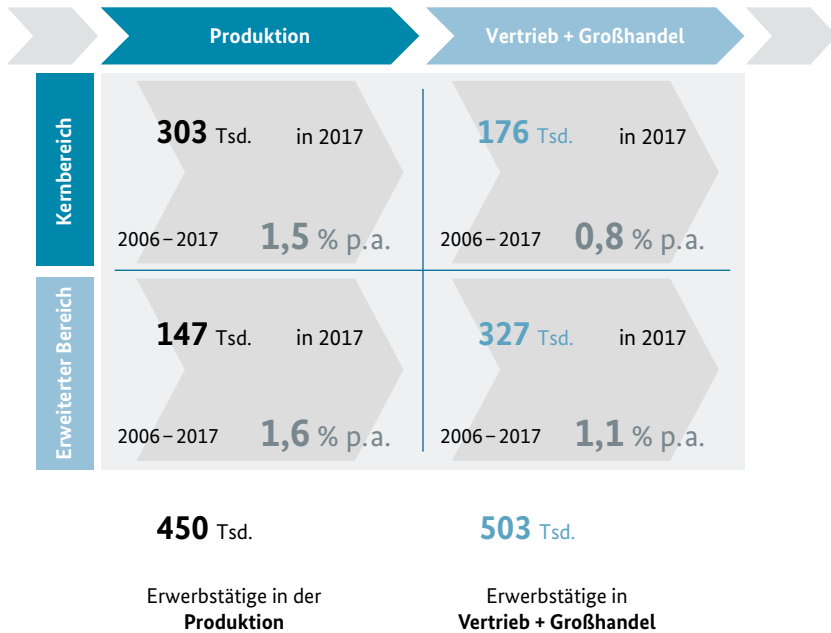 Produktion
Vertrieb + Großhandel
Kernbereich
303 Tsd. in 2017
176 Tsd. in 2017
2006–2017 1,5 % p.a.
2006–2017 0,8 % p.a.
Erweiterter Bereich
147 Tsd. in 2017
327 Tsd. in 2017
2006–2017 1,6 % p.a.
2006–2017 1,1 % p.a.
450 Tsd.
503 Tsd.
Erwerbstätige in der
Produktion
Erwerbstätige in
Vertrieb + Großhandel